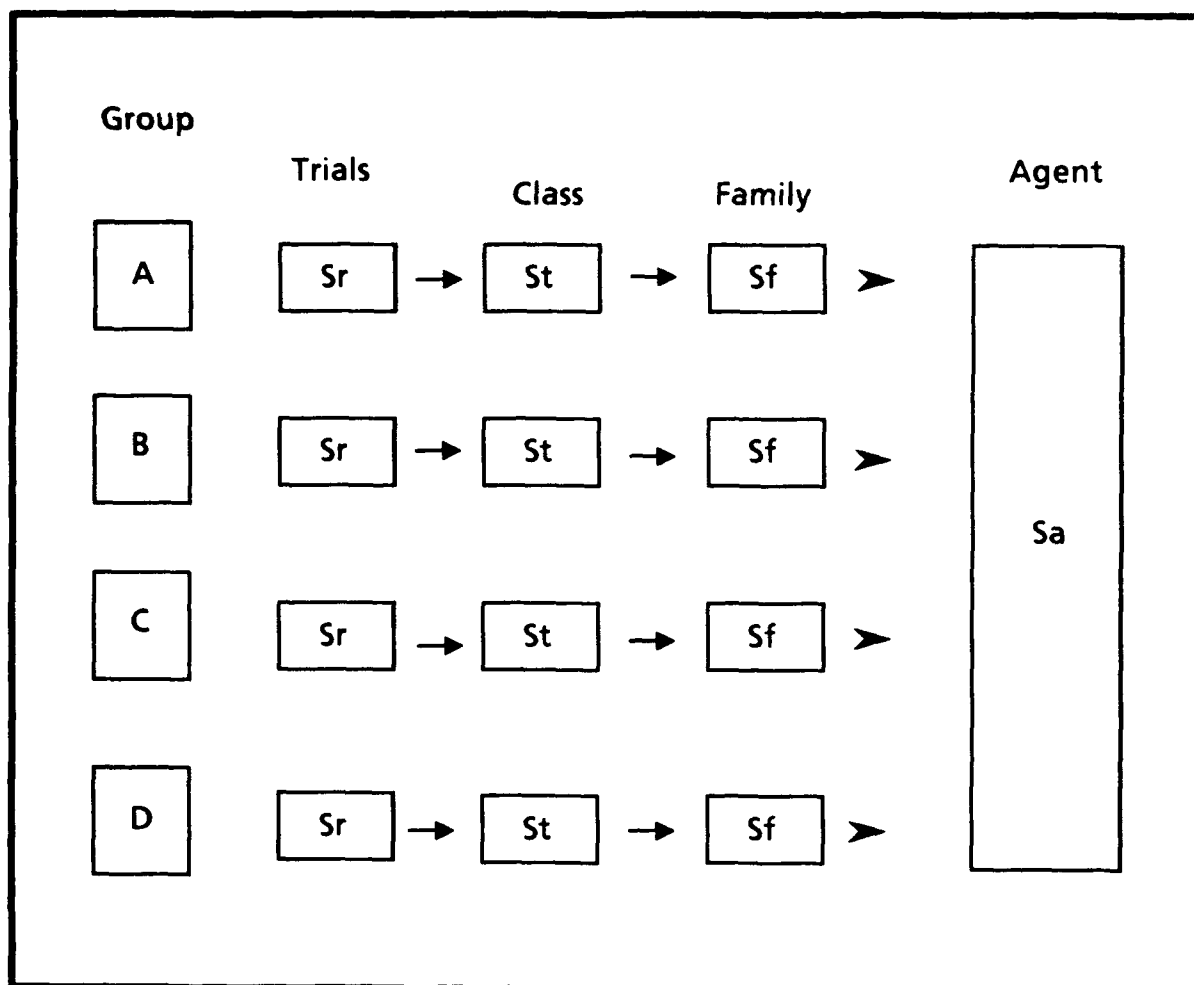 Group
Trials
Class Family
Agent
A Sr St Sf
B Sr St Sf
Sa
C Sr St Sf
D Sr St Sf